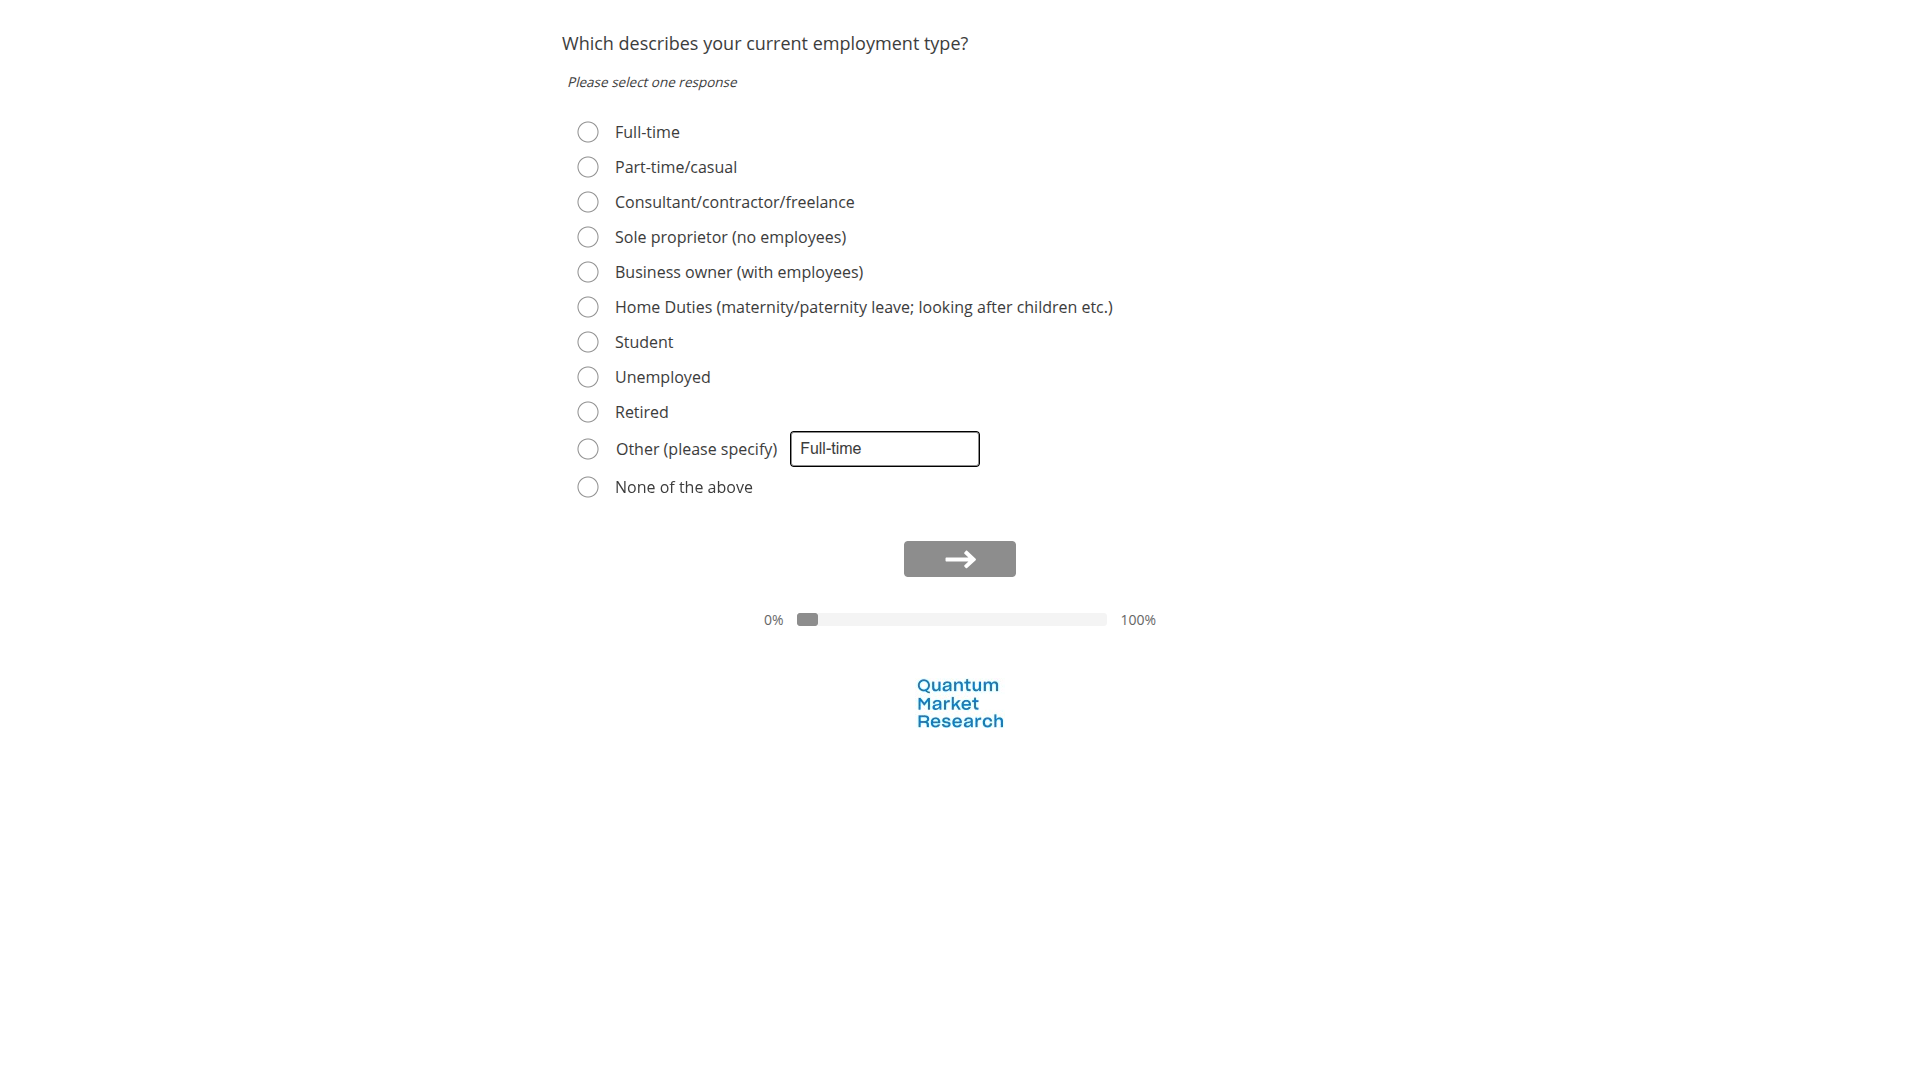 Which describes your current employment type?
Please select one response
Full-time
Part-time/casual
Consultant/contractor/freelance
Sole proprietor (no employees)
Business owner (with employees)
Home Duties (maternity/paternity leave; looking after children etc.)
Student
Unemployed
Retired
Other (please specify) Full-time
None of the above
0% 100%
Quantum
Market
Research